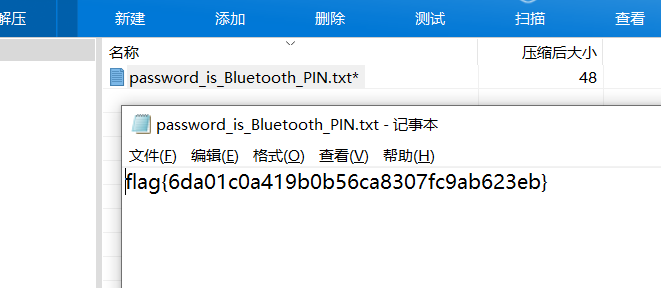 解压 新建 添加 删除 测试 扫描 查看
名称 压缩后大小
password_is_Bluetooth_PIN.txt* 48
password_is_Bluetooth_PIN.txt - 记事本
文件(F) 编辑(E) 格式(O) 查看(V) 帮助(H)
flag{6da01c0a419b0b56ca8307fc9ab623eb}